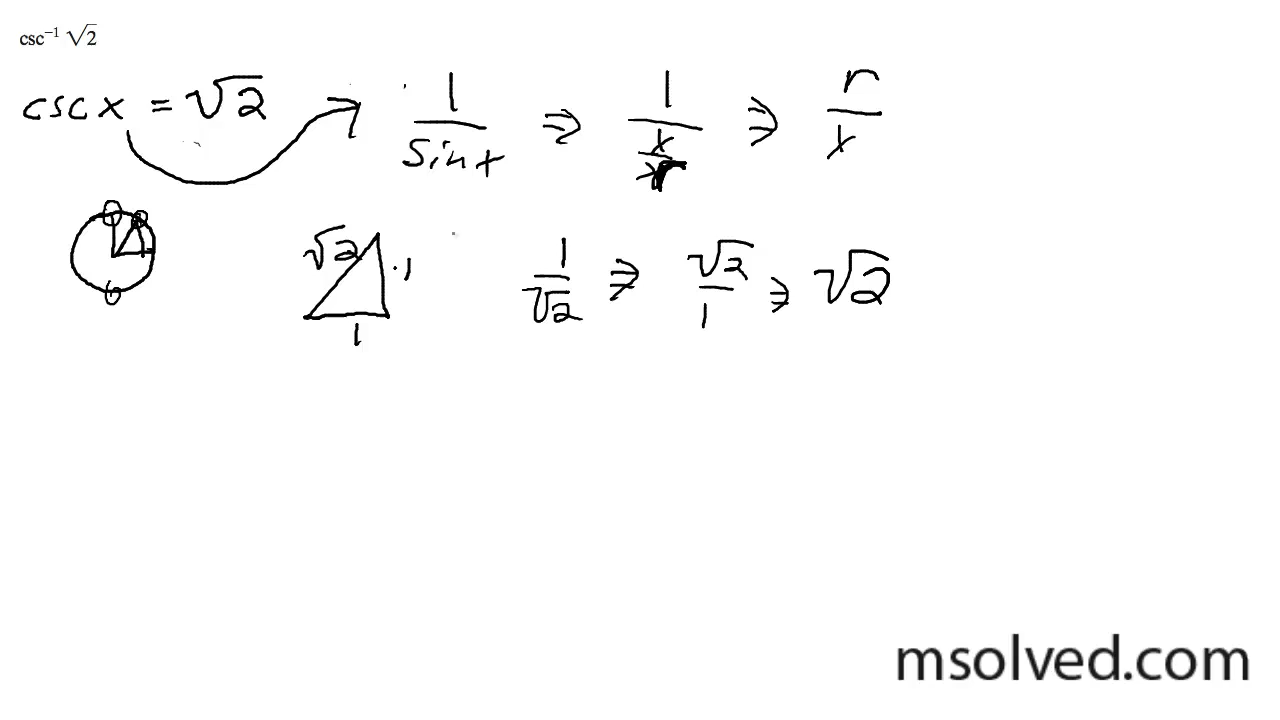 csc⁻¹ √2
csc x = √2 → 1/sin x ⇒ 1/(x/r) ⇒ r/x
√2 1 1 1/√2 ⇒ √2/1 ⇒ √2
msolved.com